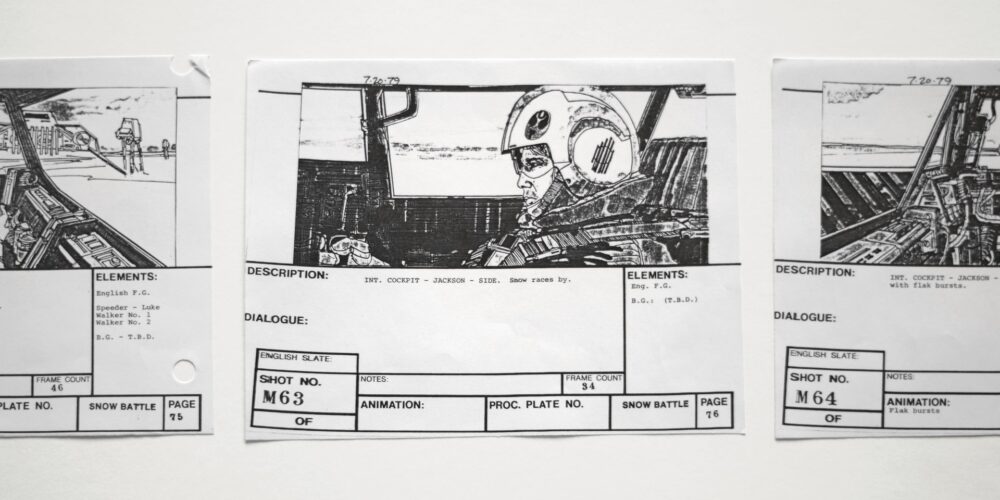 ELEMENTS:
English F.G.
Speeder - Luke
Walker No. 1
Walker No. 2
B.G. - T.B.D.
FRAME COUNT
46
PLATE NO.
SNOW BATTLE
PAGE
75
7-20-79
DESCRIPTION:
INT. COCKPIT - JACKSON - SIDE. Snow races by.
DIALOGUE:
ELEMENTS:
Eng. F.G.
B.G.: (T.B.D.)
ENGLISH SLATE:
SHOT NO.
M63
OF
NOTES:
FRAME COUNT
34
ANIMATION:
PROC. PLATE NO.
SNOW BATTLE
PAGE
76
7-20-79
DESCRIPTION:
INT. COCKPIT - JACKSON -
with flak bursts.
DIALOGUE:
ENGLISH SLATE:
SHOT NO.
M64
OF
NOTES:
ANIMATION:
Flak bursts